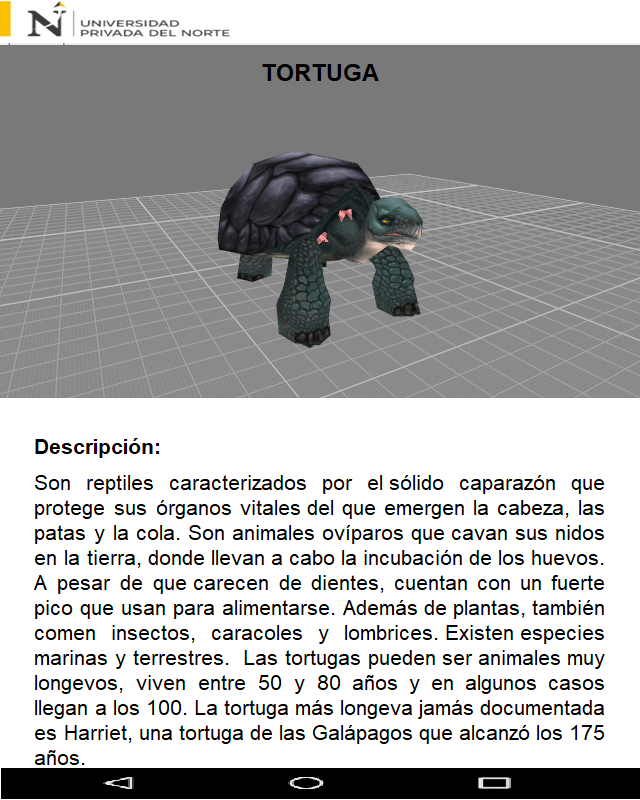 UNIVERSIDAD
PRIVADA DEL NORTE
TORTUGA
Descripción:
Son reptiles caracterizados por el sólido caparazón que
protege sus órganos vitales del que emergen la cabeza, las
patas y la cola. Son animales ovíparos que cavan sus nidos
en la tierra, donde llevan a cabo la incubación de los huevos.
A pesar de que carecen de dientes, cuentan con un fuerte
pico que usan para alimentarse. Además de plantas, también
comen insectos, caracoles y lombrices. Existen especies
marinas y terrestres. Las tortugas pueden ser animales muy
longevos, viven entre 50 y 80 años y en algunos casos
llegan a los 100. La tortuga más longeva jamás documentada
es Harriet, una tortuga de las Galápagos que alcanzó los 175
años.